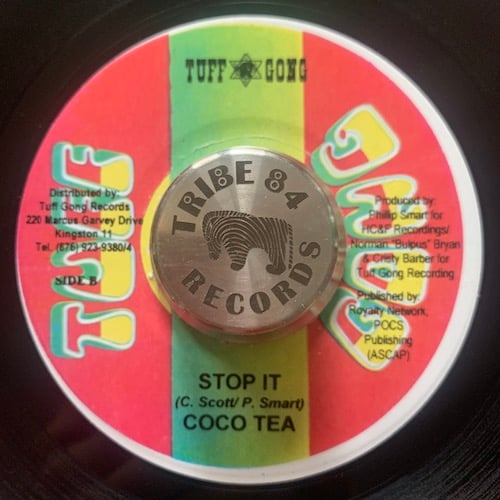 TUFF GONG
Distributed by:
Tuff Gong Records
220 Marcus Garvey Drive
Kingston 11
Tel. (876) 923-9380/4
SIDE B
TRIBE 84
RECORDS
Produced by:
Phillip Smart for
HC&F Recordings/
Norman "Bulpus" Bryan
& Cristy Barber for
Tuff Gong Recording
Published by:
Royalty Network,
POCS
Publishing
(ASCAP)
STOP IT
(C. Scott/ P. Smart)
COCO TEA